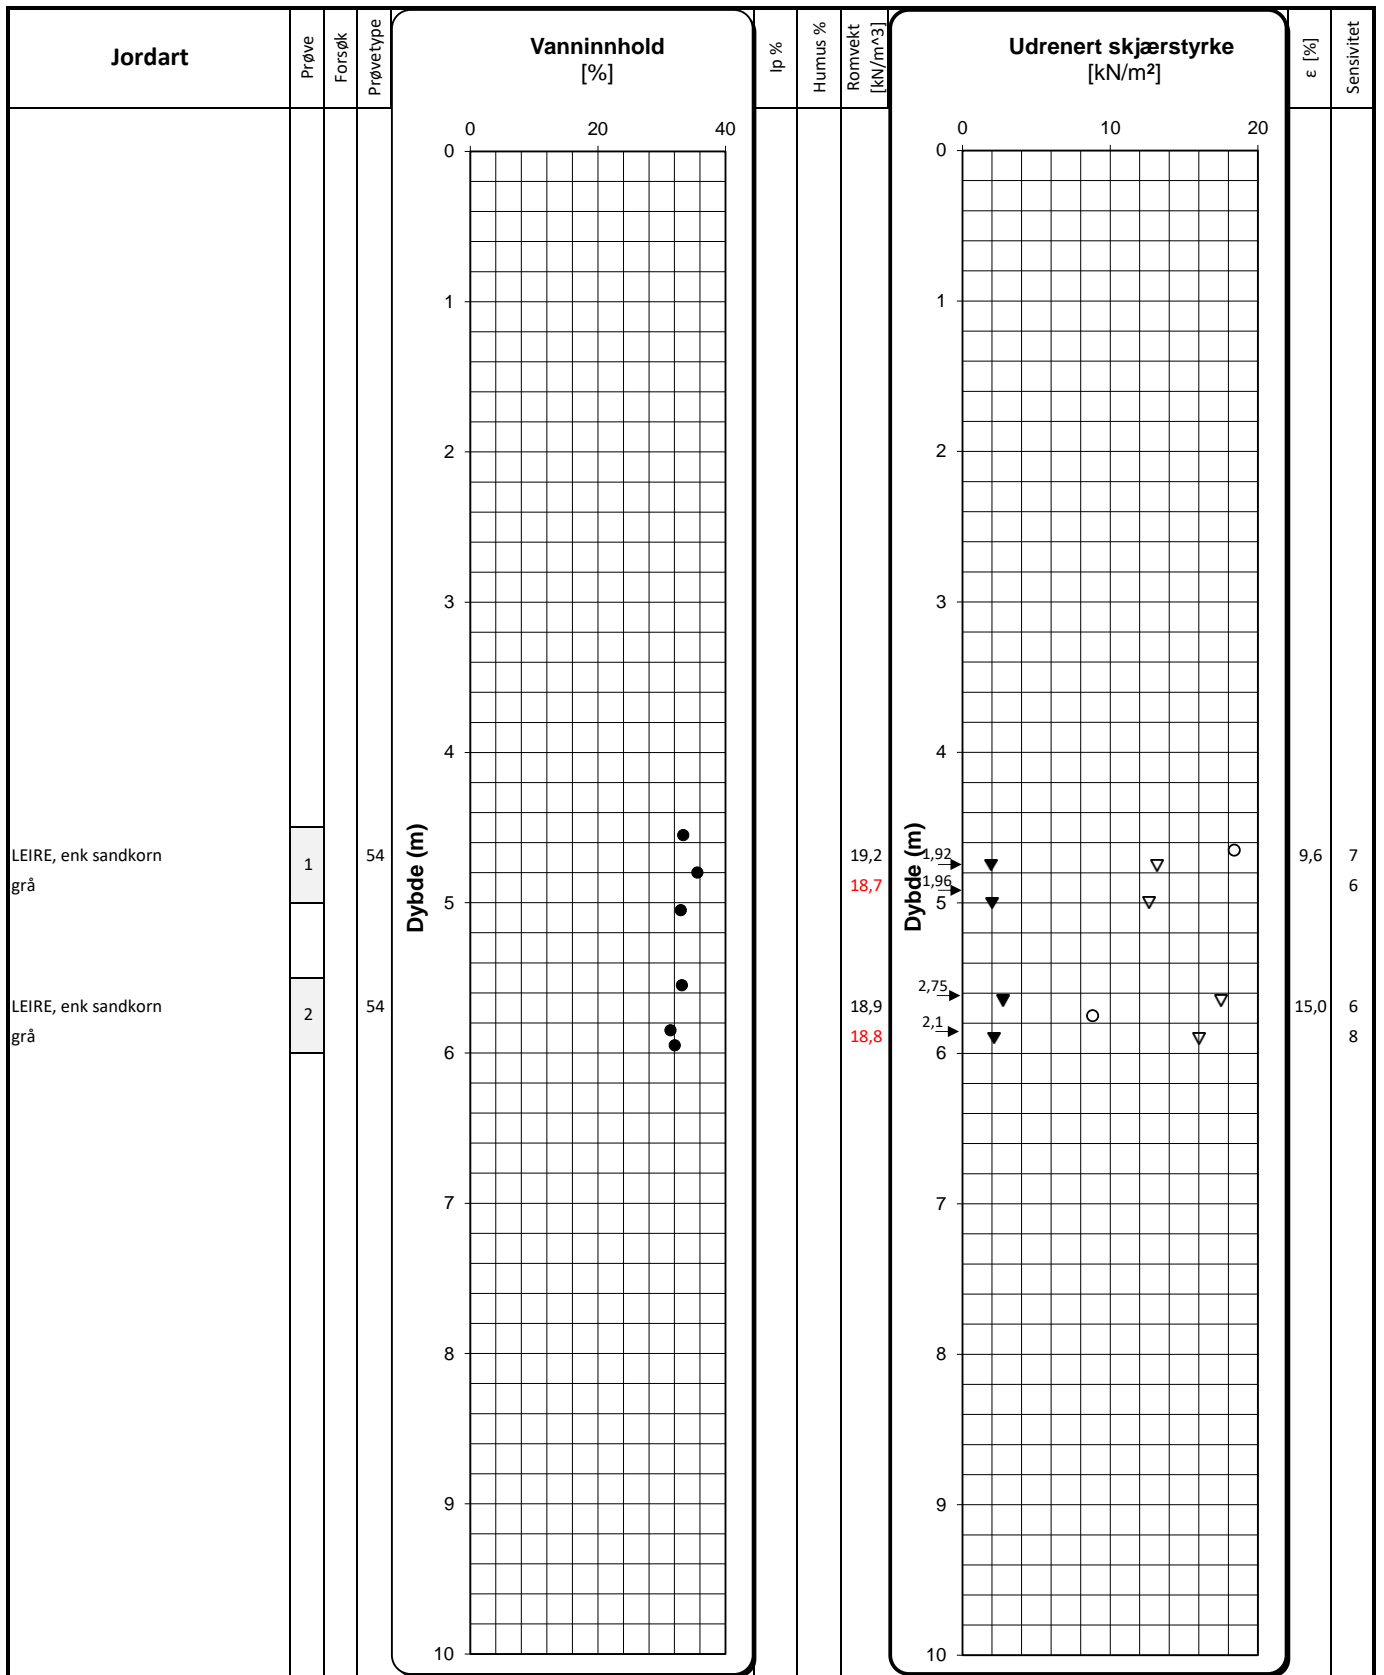 Jordart
Prøve
Forsøk
Prøvetype
Vanninnhold
[%]
Ip %
Humus %
Romvekt
[kN/m^3]
Udrenert skjærstyrke
[kN/m²]
ε [%]
Sensivitet
0 20 40
0
1
2
3
4
5
6
7
8
9
10
Dybde (m)
0 10 20
0
1
2
3
4
5
6
7
8
9
10
Dybde (m)
1,92
1,96
2,75
2,1
LEIRE, enk sandkorn 1 54 19,2 9,6 7
grå 18,7 6
LEIRE, enk sandkorn 2 54 18,9 15,0 6
grå 18,8 8